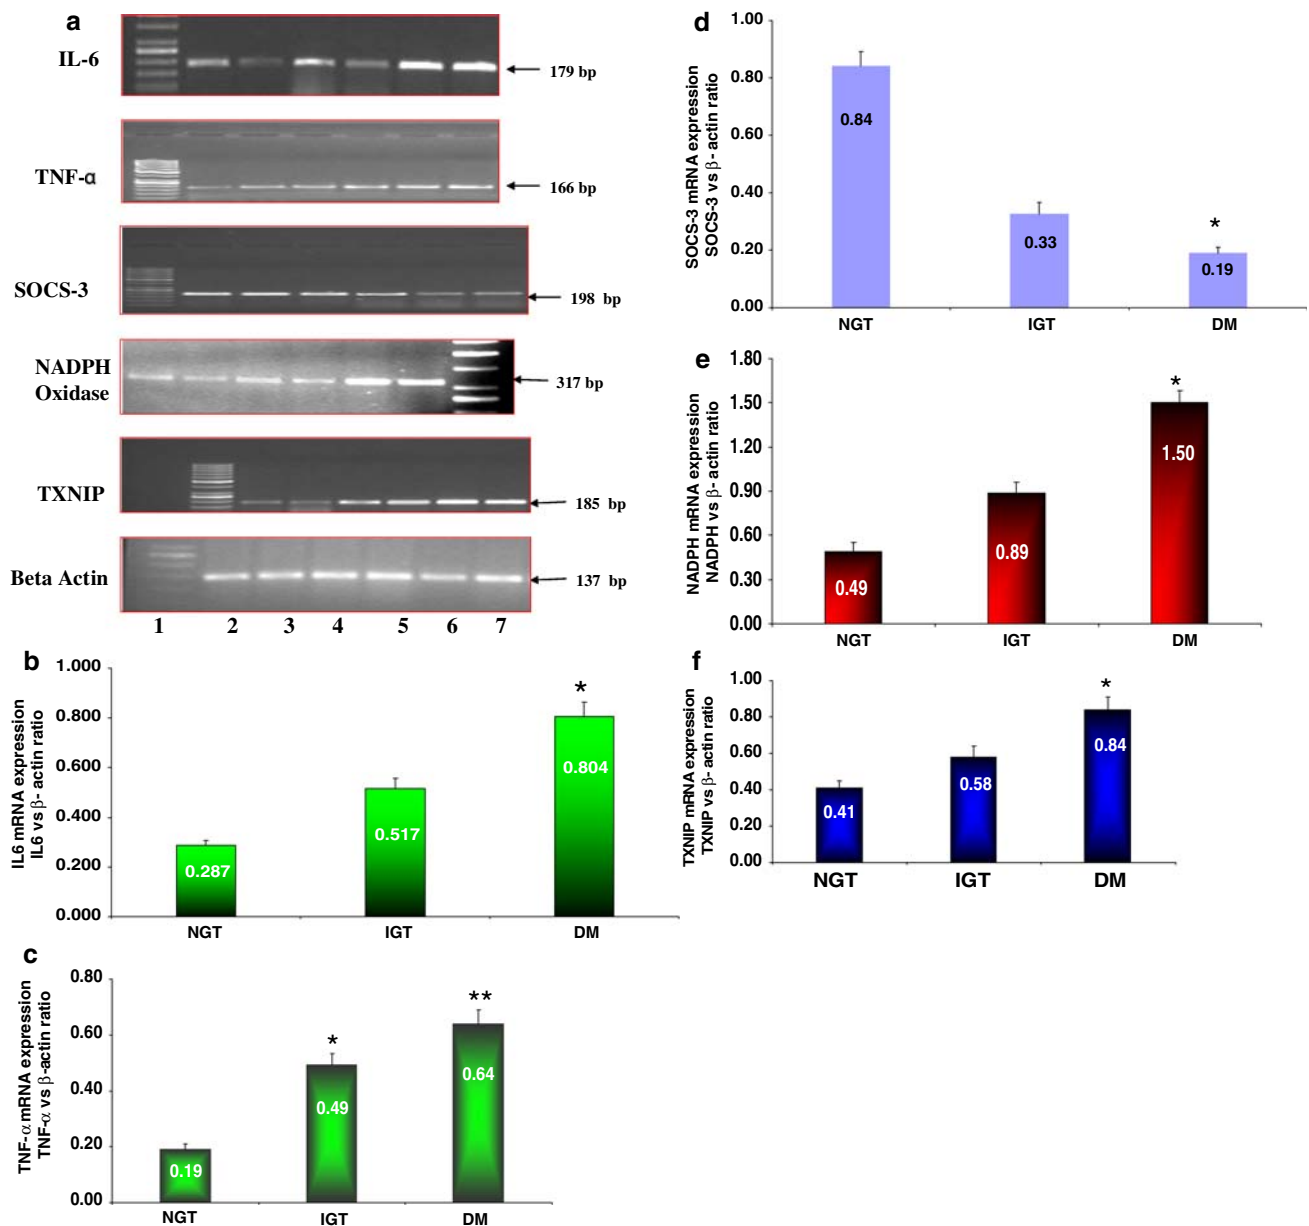 a
IL-6
179 bp
TNF-α
166 bp
SOCS-3
198 bp
NADPH
Oxidase
317 bp
TXNIP
185 bp
Beta Actin
137 bp
1 2 3 4 5 6 7
b
IL6 mRNA expression
IL6 vs β- actin ratio
1.000
0.800
0.600
0.400
0.200
0.000
0.287
0.517
0.804
*
NGT IGT DM
c
TNF-α mRNA expression
TNF-α vs β-actin ratio
0.80
0.60
0.40
0.20
0.00
0.19
0.49
0.64
*
**
NGT IGT DM
d
SOCS-3 mRNA expression
SOCS-3 vs β- actin ratio
1.00
0.80
0.60
0.40
0.20
0.00
0.84
0.33
0.19
*
NGT IGT DM
e
NADPH mRNA expression
NADPH vs β- actin ratio
1.80
1.50
1.20
0.90
0.60
0.30
0.00
0.49
0.89
1.50
*
NGT IGT DM
f
TXNIP mRNA expression
TXNIP vs β- actin ratio
1.00
0.80
0.60
0.40
0.20
0.00
0.41
0.58
0.84
*
NGT IGT DM